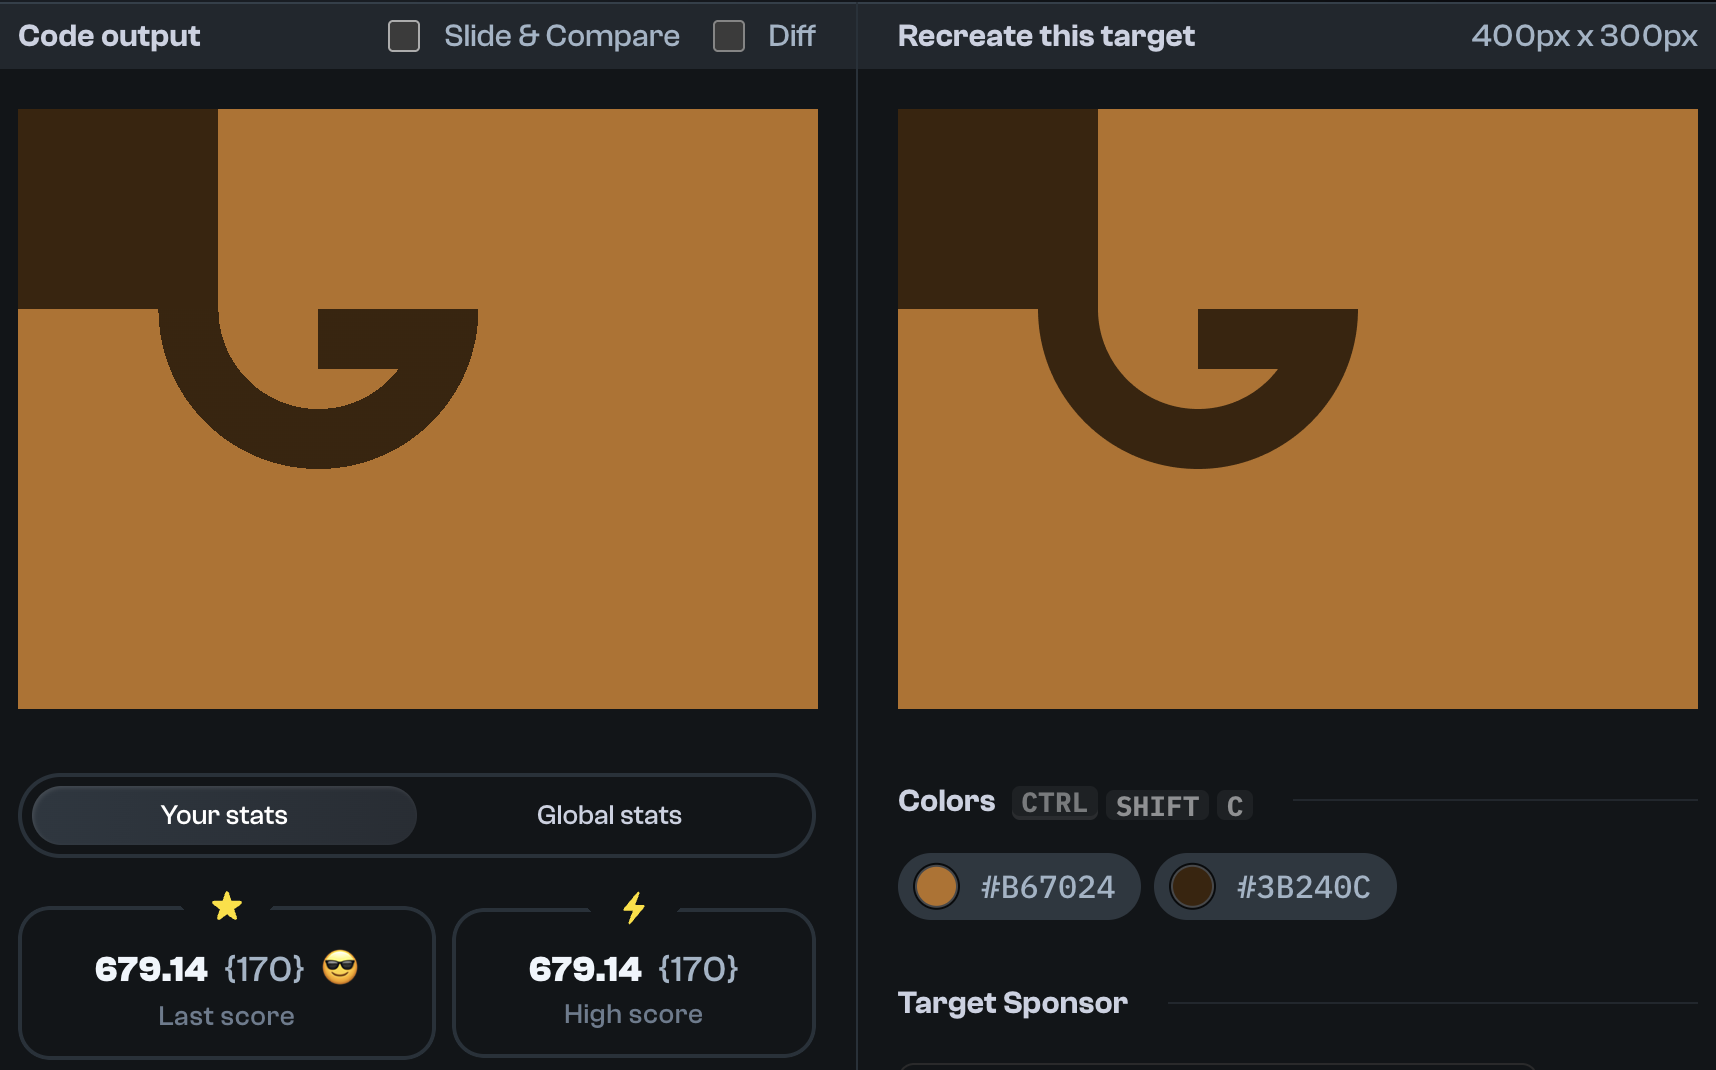 Code output
Slide & Compare
Diff
Your stats
Global stats
679.14 {170} 😎
Last score
679.14 {170}
High score
Recreate this target
400px x 300px
Colors CTRL SHIFT C
#B67024
#3B240C
Target Sponsor